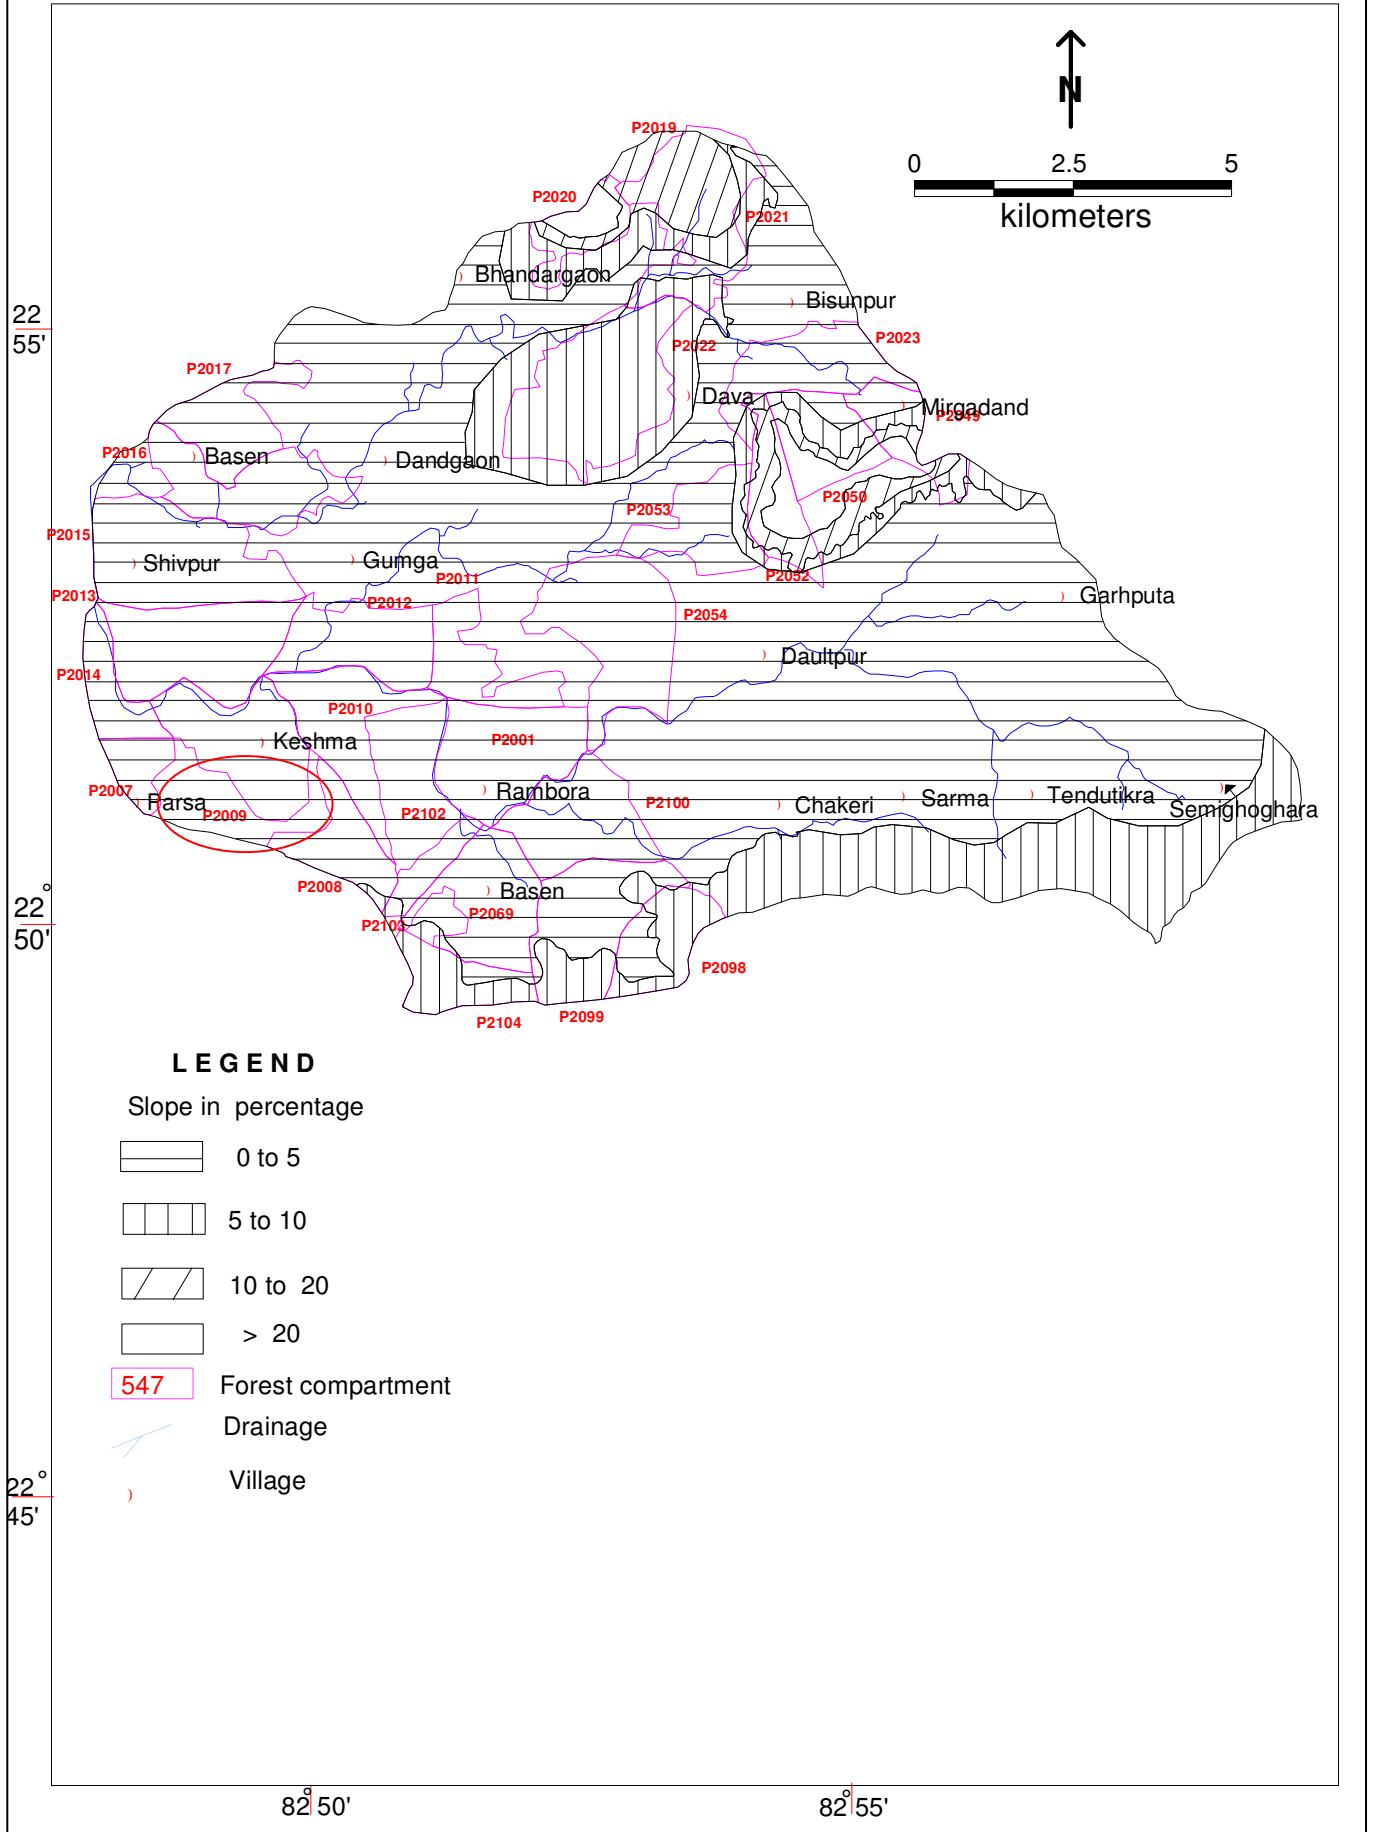 N
0 2.5 5
kilometers
P2019
P2020
P2021
Bhandargaon
Bisunpur
22
55'
P2023
P2022
P2017
Dava
Mirgadand
P2049
P2016
Basen
Dandgaon
P2050
P2053
P2015
Shivpur
Gumga
P2011
P2052
P2013
P2012
Garhputa
P2054
Daultpur
P2014
P2010
Keshma
P2001
P2007
Parsa
P2009
Rambora
P2102
P2100
Chakeri
Sarma
Tendutikra
Semighoghara
P2008
Basen
22°
50'
P2069
P2103
P2098
P2104
P2099
LEGEND
Slope in percentage
0 to 5
5 to 10
10 to 20
> 20
547 Forest compartment
Drainage
Village
22°
45'
82°50' 82°55'